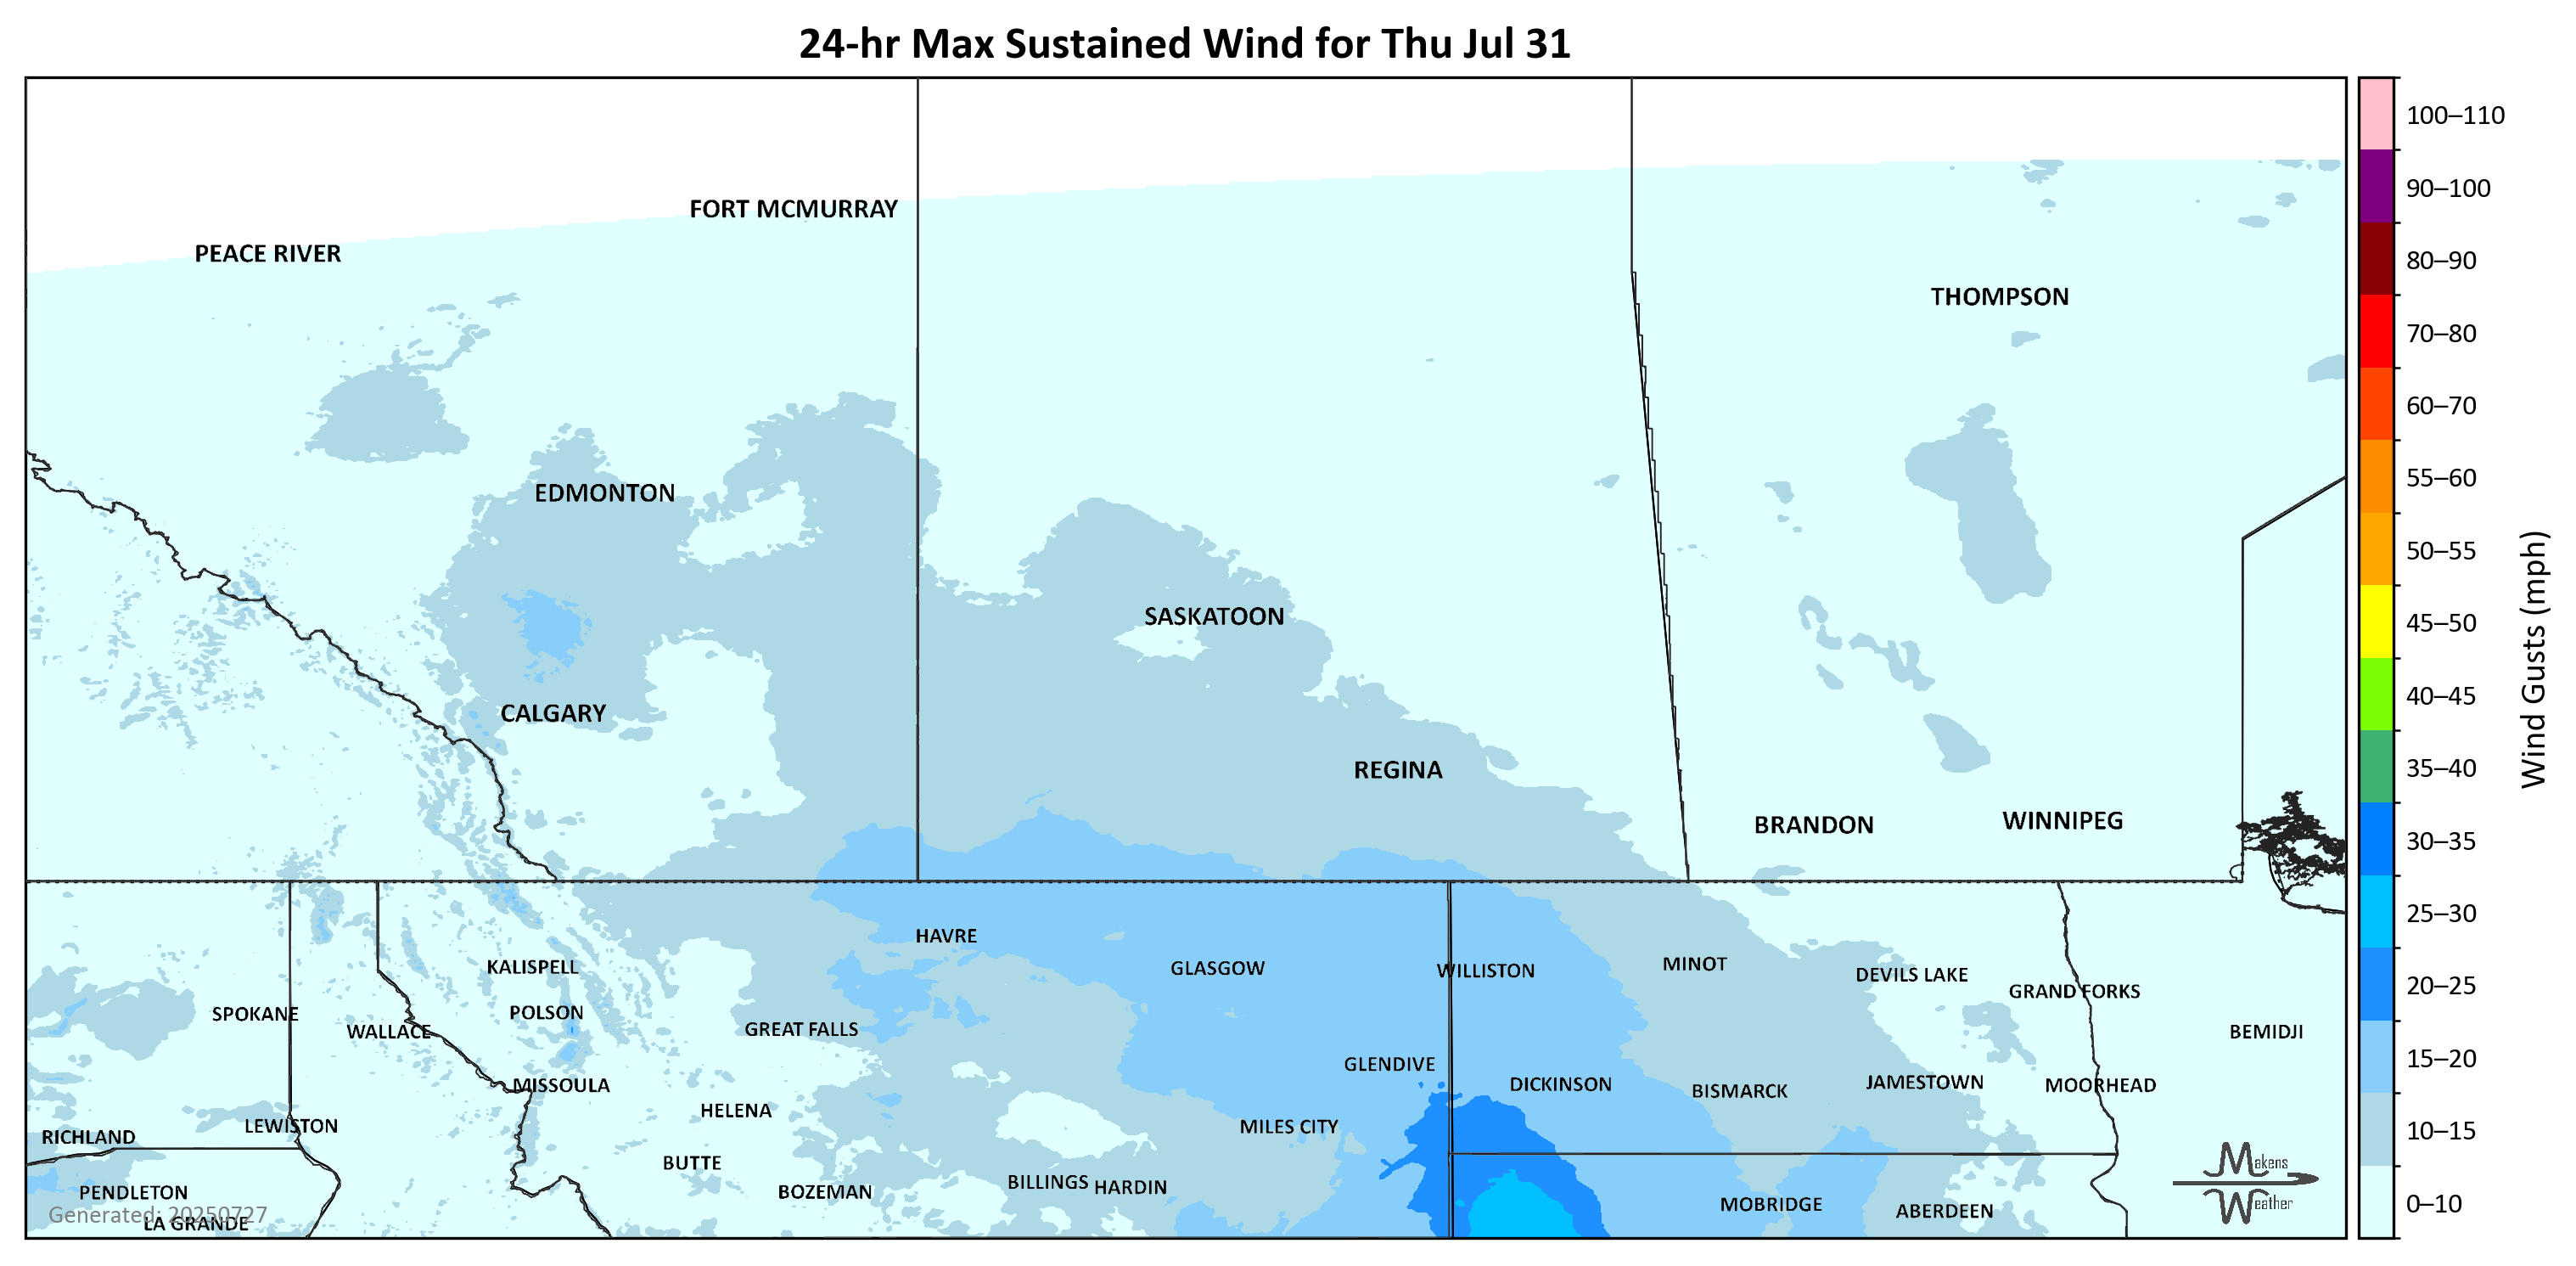 24-hr Max Sustained Wind for Thu Jul 31
100–110
90–100
80–90
70–80
60–70
55–60
50–55
45–50
40–45
35–40
30–35
25–30
20–25
15–20
10–15
0–10
Wind Gusts (mph)
FORT MCMURRAY
PEACE RIVER
THOMPSON
EDMONTON
SASKATOON
CALGARY
REGINA
BRANDON
WINNIPEG
HAVRE
KALISPELL
GLASGOW
WILLISTON
MINOT
DEVILS LAKE
GRAND FORKS
SPOKANE
POLSON
WALLACE
GREAT FALLS
BEMIDJI
GLENDIVE
MISSOULA
DICKINSON
BISMARCK
JAMESTOWN
MOORHEAD
HELENA
LEWISTON
MILES CITY
RICHLAND
BUTTE
PENDLETON
BOZEMAN
BILLINGS
HARDIN
MOBRIDGE
ABERDEEN
Generated: 20250727
LA GRANDE
Makens
Weather